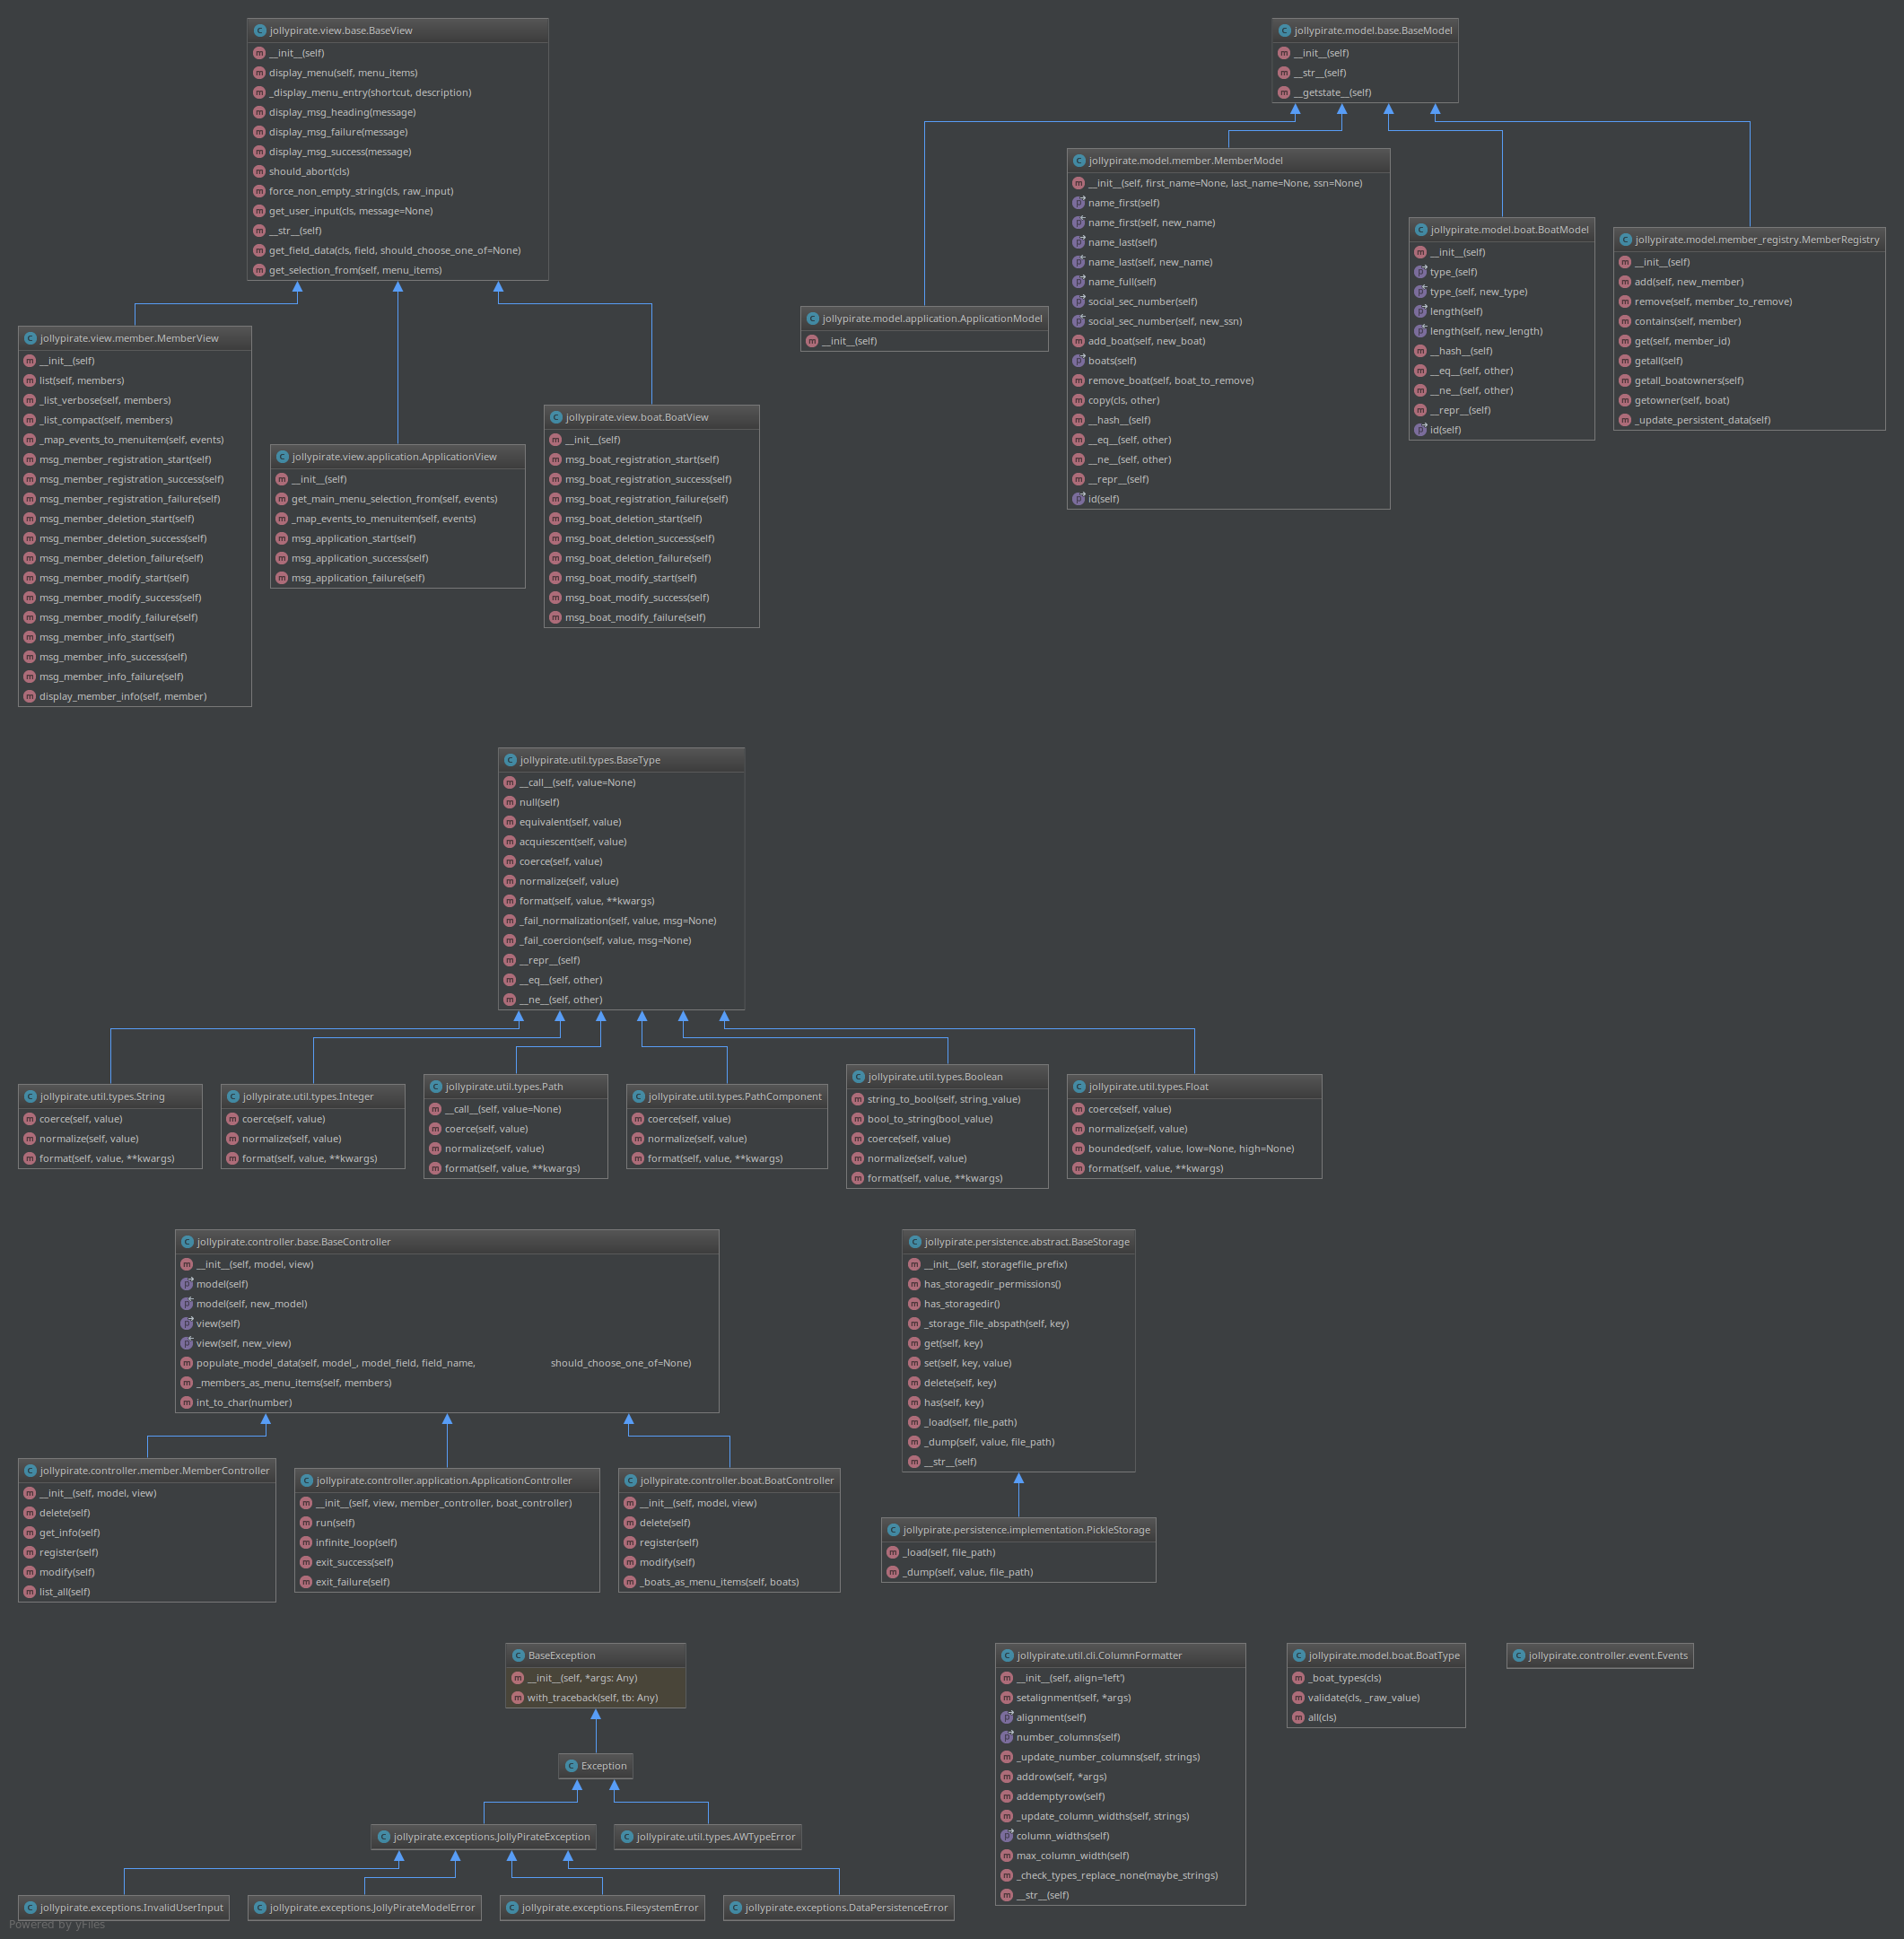 jollypirate.view.base.BaseView
__init__(self)
display_menu(self, menu_items)
_display_menu_entry(shortcut, description)
display_msg_heading(message)
display_msg_failure(message)
display_msg_success(message)
should_abort(cls)
force_non_empty_string(cls, raw_input)
get_user_input(cls, message=None)
__str__(self)
get_field_data(cls, field, should_choose_one_of=None)
get_selection_from(self, menu_items)
jollypirate.model.base.BaseModel
__init__(self)
__str__(self)
__getstate__(self)
jollypirate.view.member.MemberView
__init__(self)
list(self, members)
_list_verbose(self, members)
_list_compact(self, members)
_map_events_to_menuitem(self, events)
msg_member_registration_start(self)
msg_member_registration_success(self)
msg_member_registration_failure(self)
msg_member_deletion_start(self)
msg_member_deletion_success(self)
msg_member_deletion_failure(self)
msg_member_modify_start(self)
msg_member_modify_success(self)
msg_member_modify_failure(self)
msg_member_info_start(self)
msg_member_info_success(self)
msg_member_info_failure(self)
display_member_info(self, member)
jollypirate.view.application.ApplicationView
__init__(self)
get_main_menu_selection_from(self, events)
_map_events_to_menuitem(self, events)
msg_application_start(self)
msg_application_success(self)
msg_application_failure(self)
jollypirate.view.boat.BoatView
__init__(self)
msg_boat_registration_start(self)
msg_boat_registration_success(self)
msg_boat_registration_failure(self)
msg_boat_deletion_start(self)
msg_boat_deletion_success(self)
msg_boat_deletion_failure(self)
msg_boat_modify_start(self)
msg_boat_modify_success(self)
msg_boat_modify_failure(self)
jollypirate.model.application.ApplicationModel
__init__(self)
jollypirate.model.member.MemberModel
__init__(self, first_name=None, last_name=None, ssn=None)
name_first(self)
name_first(self, new_name)
name_last(self)
name_last(self, new_name)
name_full(self)
social_sec_number(self)
social_sec_number(self, new_ssn)
add_boat(self, new_boat)
boats(self)
remove_boat(self, boat_to_remove)
copy(cls, other)
__hash__(self)
__eq__(self, other)
__ne__(self, other)
__repr__(self)
id(self)
jollypirate.model.boat.BoatModel
__init__(self)
type_(self)
type_(self, new_type)
length(self)
length(self, new_length)
__hash__(self)
__eq__(self, other)
__ne__(self, other)
__repr__(self)
id(self)
jollypirate.model.member_registry.MemberRegistry
__init__(self)
add(self, new_member)
remove(self, member_to_remove)
contains(self, member)
get(self, member_id)
getall(self)
getall_boatowners(self)
getowner(self, boat)
_update_persistent_data(self)
jollypirate.util.types.BaseType
__call__(self, value=None)
null(self)
equivalent(self, value)
acquiescent(self, value)
coerce(self, value)
normalize(self, value)
format(self, value, **kwargs)
_fail_normalization(self, value, msg=None)
_fail_coercion(self, value, msg=None)
__repr__(self)
__eq__(self, other)
__ne__(self, other)
jollypirate.util.types.String
coerce(self, value)
normalize(self, value)
format(self, value, **kwargs)
jollypirate.util.types.Integer
coerce(self, value)
normalize(self, value)
format(self, value, **kwargs)
jollypirate.util.types.Path
__call__(self, value=None)
coerce(self, value)
normalize(self, value)
format(self, value, **kwargs)
jollypirate.util.types.PathComponent
coerce(self, value)
normalize(self, value)
format(self, value, **kwargs)
jollypirate.util.types.Boolean
string_to_bool(self, string_value)
bool_to_string(bool_value)
coerce(self, value)
normalize(self, value)
format(self, value, **kwargs)
jollypirate.util.types.Float
coerce(self, value)
normalize(self, value)
bounded(self, value, low=None, high=None)
format(self, value, **kwargs)
jollypirate.controller.base.BaseController
__init__(self, model, view)
model(self)
model(self, new_model)
view(self)
view(self, new_view)
populate_model_data(self, model_, model_field, field_name, should_choose_one_of=None)
_members_as_menu_items(self, members)
int_to_char(number)
jollypirate.persistence.abstract.BaseStorage
__init__(self, storagefile_prefix)
has_storagedir_permissions()
has_storagedir()
_storage_file_abspath(self, key)
get(self, key)
set(self, key, value)
delete(self, key)
has(self, key)
_load(self, file_path)
_dump(self, value, file_path)
__str__(self)
jollypirate.controller.member.MemberController
__init__(self, model, view)
delete(self)
get_info(self)
register(self)
modify(self)
list_all(self)
jollypirate.controller.application.ApplicationController
__init__(self, view, member_controller, boat_controller)
run(self)
infinite_loop(self)
exit_success(self)
exit_failure(self)
jollypirate.controller.boat.BoatController
__init__(self, model, view)
delete(self)
register(self)
modify(self)
_boats_as_menu_items(self, boats)
jollypirate.persistence.implementation.PickleStorage
_load(self, file_path)
_dump(self, value, file_path)
BaseException
__init__(self, *args: Any)
with_traceback(self, tb: Any)
Exception
jollypirate.exceptions.JollyPirateException
jollypirate.util.types.AWTypeError
jollypirate.exceptions.InvalidUserInput
jollypirate.exceptions.JollyPirateModelError
jollypirate.exceptions.FilesystemError
jollypirate.exceptions.DataPersistenceError
jollypirate.util.cli.ColumnFormatter
__init__(self, align='left')
setalignment(self, *args)
alignment(self)
number_columns(self)
_update_number_columns(self, strings)
addrow(self, *args)
addemptyrow(self)
_update_column_widths(self, strings)
column_widths(self)
max_column_width(self)
_check_types_replace_none(maybe_strings)
__str__(self)
jollypirate.model.boat.BoatType
_boat_types(cls)
validate(cls, _raw_value)
all(cls)
jollypirate.controller.event.Events
Powered by yFiles